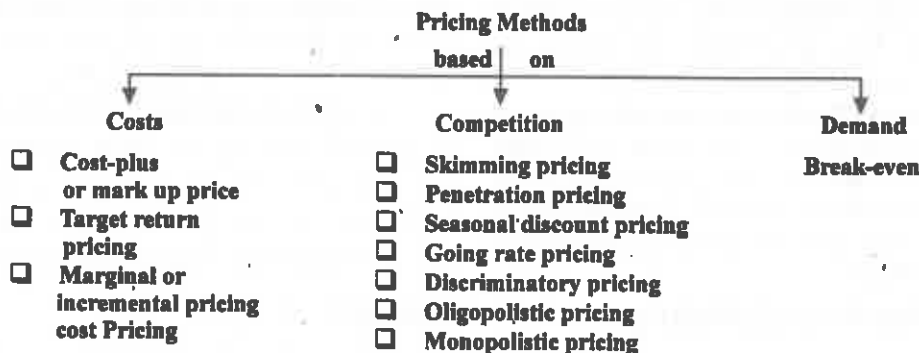 Pricing Methods
based on
Costs
❑ Cost-plus
or mark up price
❑ Target return
pricing
❑ Marginal or
incremental pricing
cost Pricing
Competition
❑ Skimming pricing
❑ Penetration pricing
❑ Seasonal discount pricing
❑ Going rate pricing
❑ Discriminatory pricing
❑ Oligopolistic pricing
❑ Monopolistic pricing
Demand
Break-even